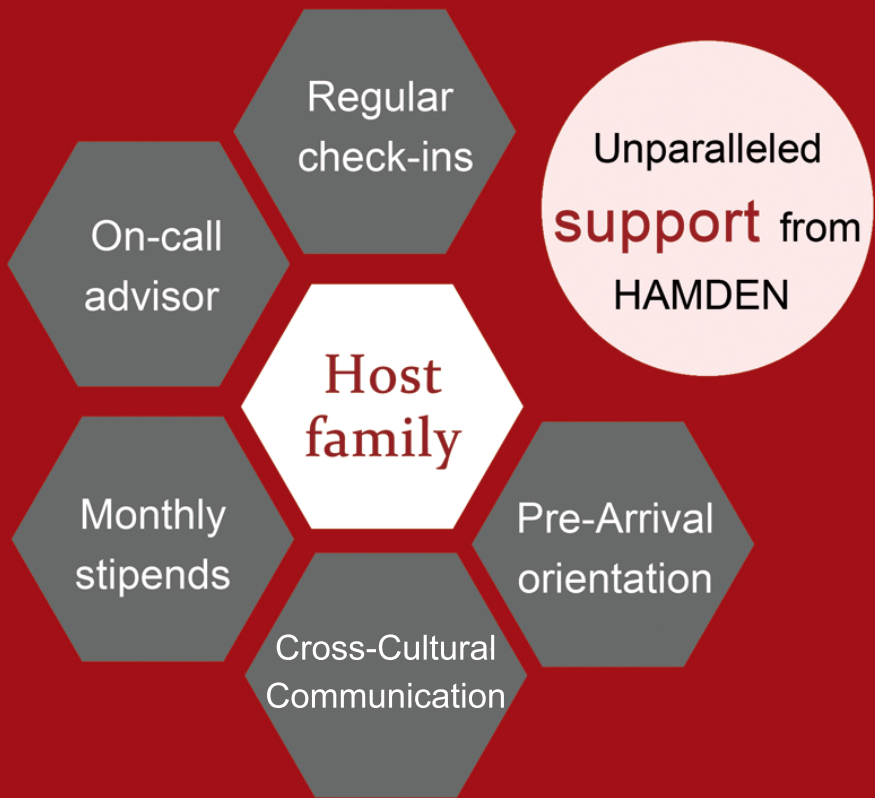 Regular
check-ins
Unparalleled
support from
HAMDEN
On-call
advisor
Host
family
Monthly
stipends
Pre-Arrival
orientation
Cross-Cultural
Communication